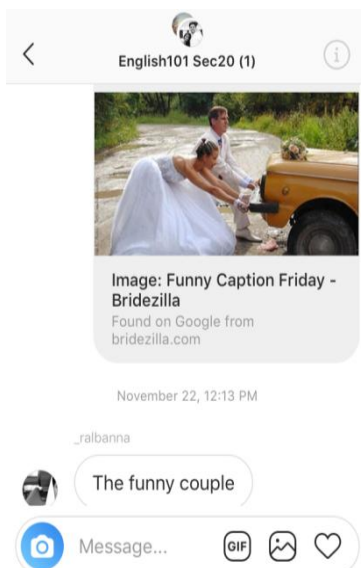 English101 Sec20 (1)
Image: Funny Caption Friday -
Bridezilla
Found on Google from
bridezilla.com
November 22, 12:13 PM
_ralbanna
The funny couple
Message...
GIF